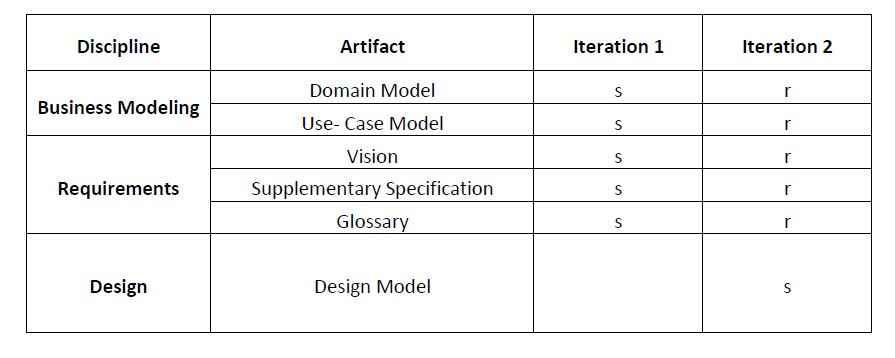 Discipline Artifact Iteration 1 Iteration 2
Business Modeling Domain Model s r
Use- Case Model s r
Requirements Vision s r
Supplementary Specification s r
Glossary s r
Design Design Model s